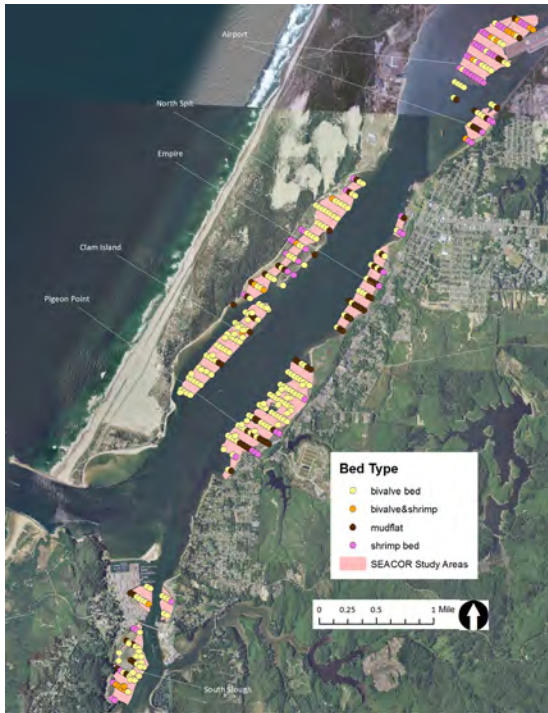 Airport
North Spit
Empire
Clam Island
Pigeon Point
Bed Type
bivalve bed
bivalve&shrimp
mudflat
shrimp bed
SEACOR Study Areas
0 0.25 0.5 1 Mile
South Slough